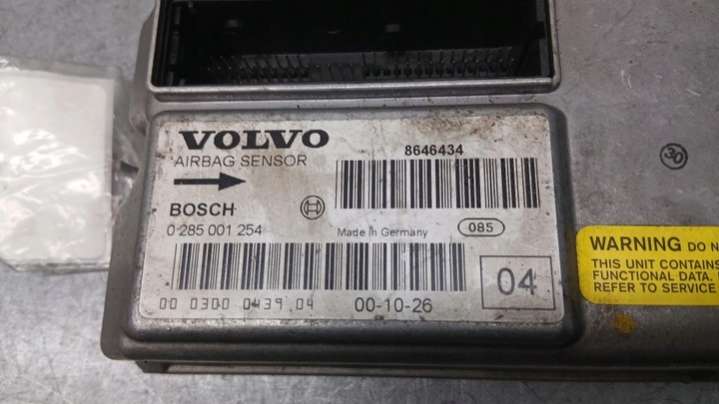 VOLVO
AIRBAG SENSOR
8646434
BOSCH
0 285 001 254
Made in Germany
085
00 0300 0439 04
00-10-26
04
30
WARNING DO N
THIS UNIT CONTAINS
FUNCTIONAL DATA.
REFER TO SERVICE